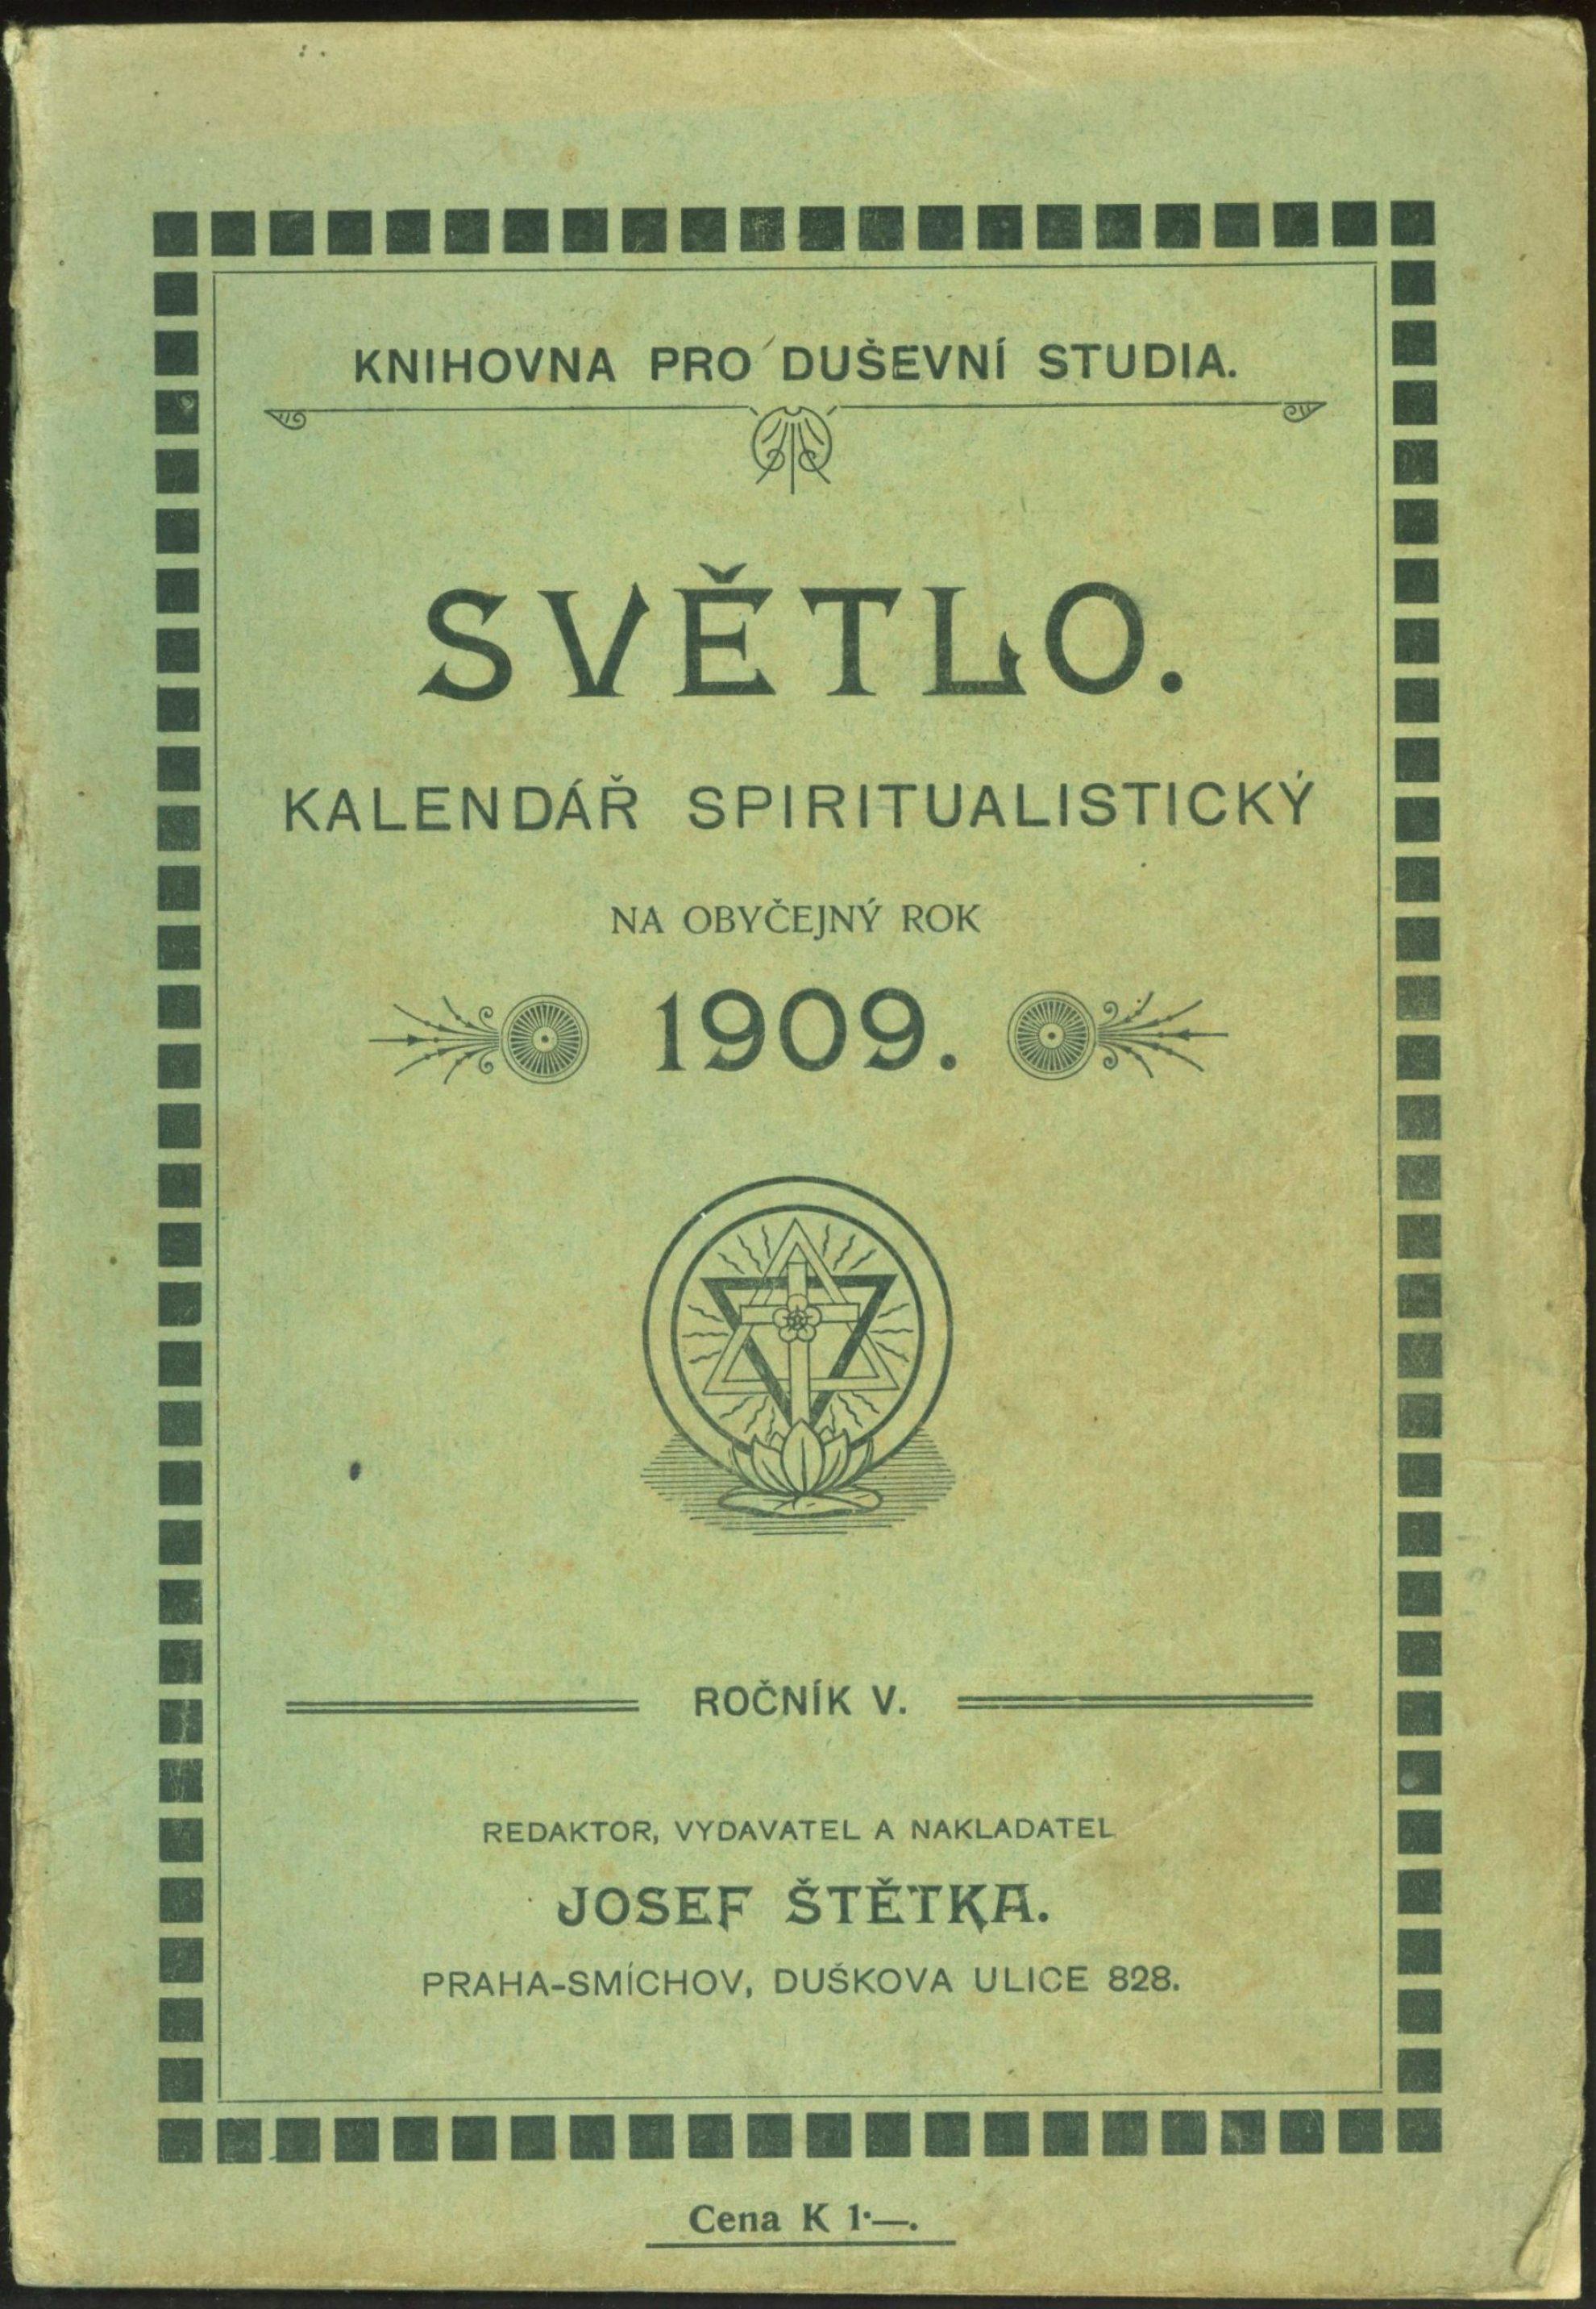 KNIHOVNA PRO DUŠEVNÍ STUDIA.
SVĚTLO.
KALENDÁŘ SPIRITUALISTICKÝ
NA OBYČEJNÝ ROK
1909.
ROČNÍK V.
REDAKTOR, VYDAVATEL A NAKLADATEL
JOSEF ŠTĚTKA.
PRAHA-SMÍCHOV, DUŠKOVA ULICE 828.
Cena K 1·—.